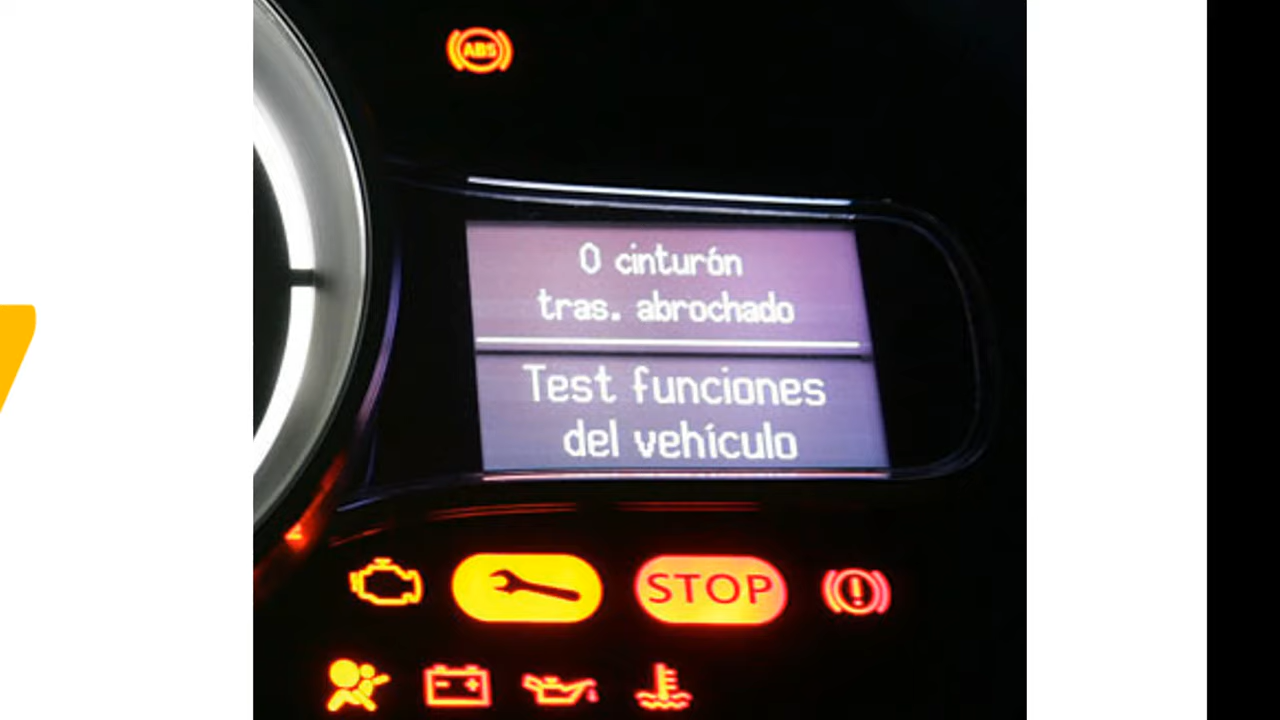 ABS
0 cinturón
tras. abrochado
Test funciones
del vehículo
STOP